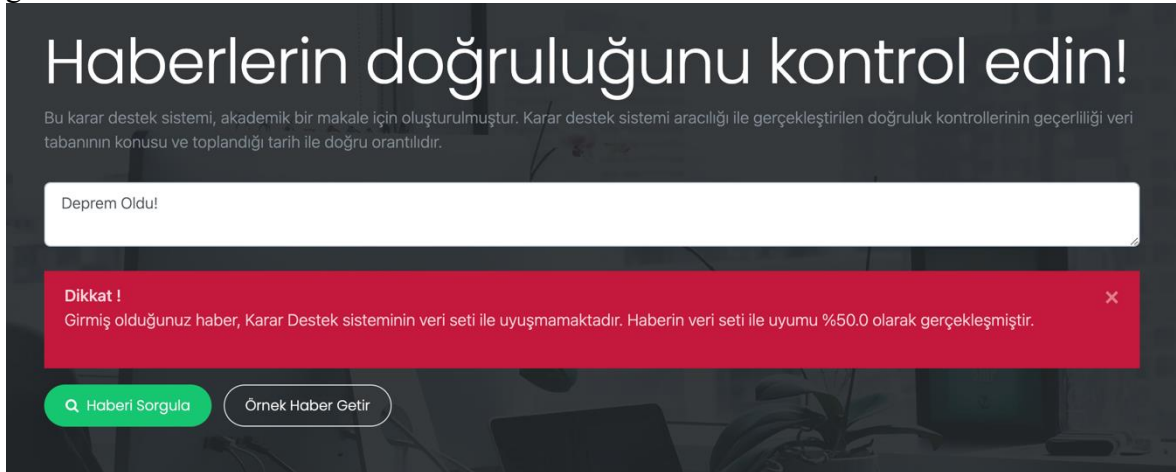 Haberlerin doğruluğunu kontrol edin!
Bu karar destek sistemi, akademik bir makale için oluşturulmuştur. Karar destek sistemi aracılığı ile gerçekleştirilen doğruluk kontrollerinin geçerliliği veri
tabanının konusu ve toplandığı tarih ile doğru orantılıdır.
Deprem Oldu!
Dikkat !
Girmiş olduğunuz haber, Karar Destek sisteminin veri seti ile uyuşmamaktadır. Haberin veri seti ile uyumu %50.0 olarak gerçekleşmiştir.
Haberi Sorgula Örnek Haber Getir